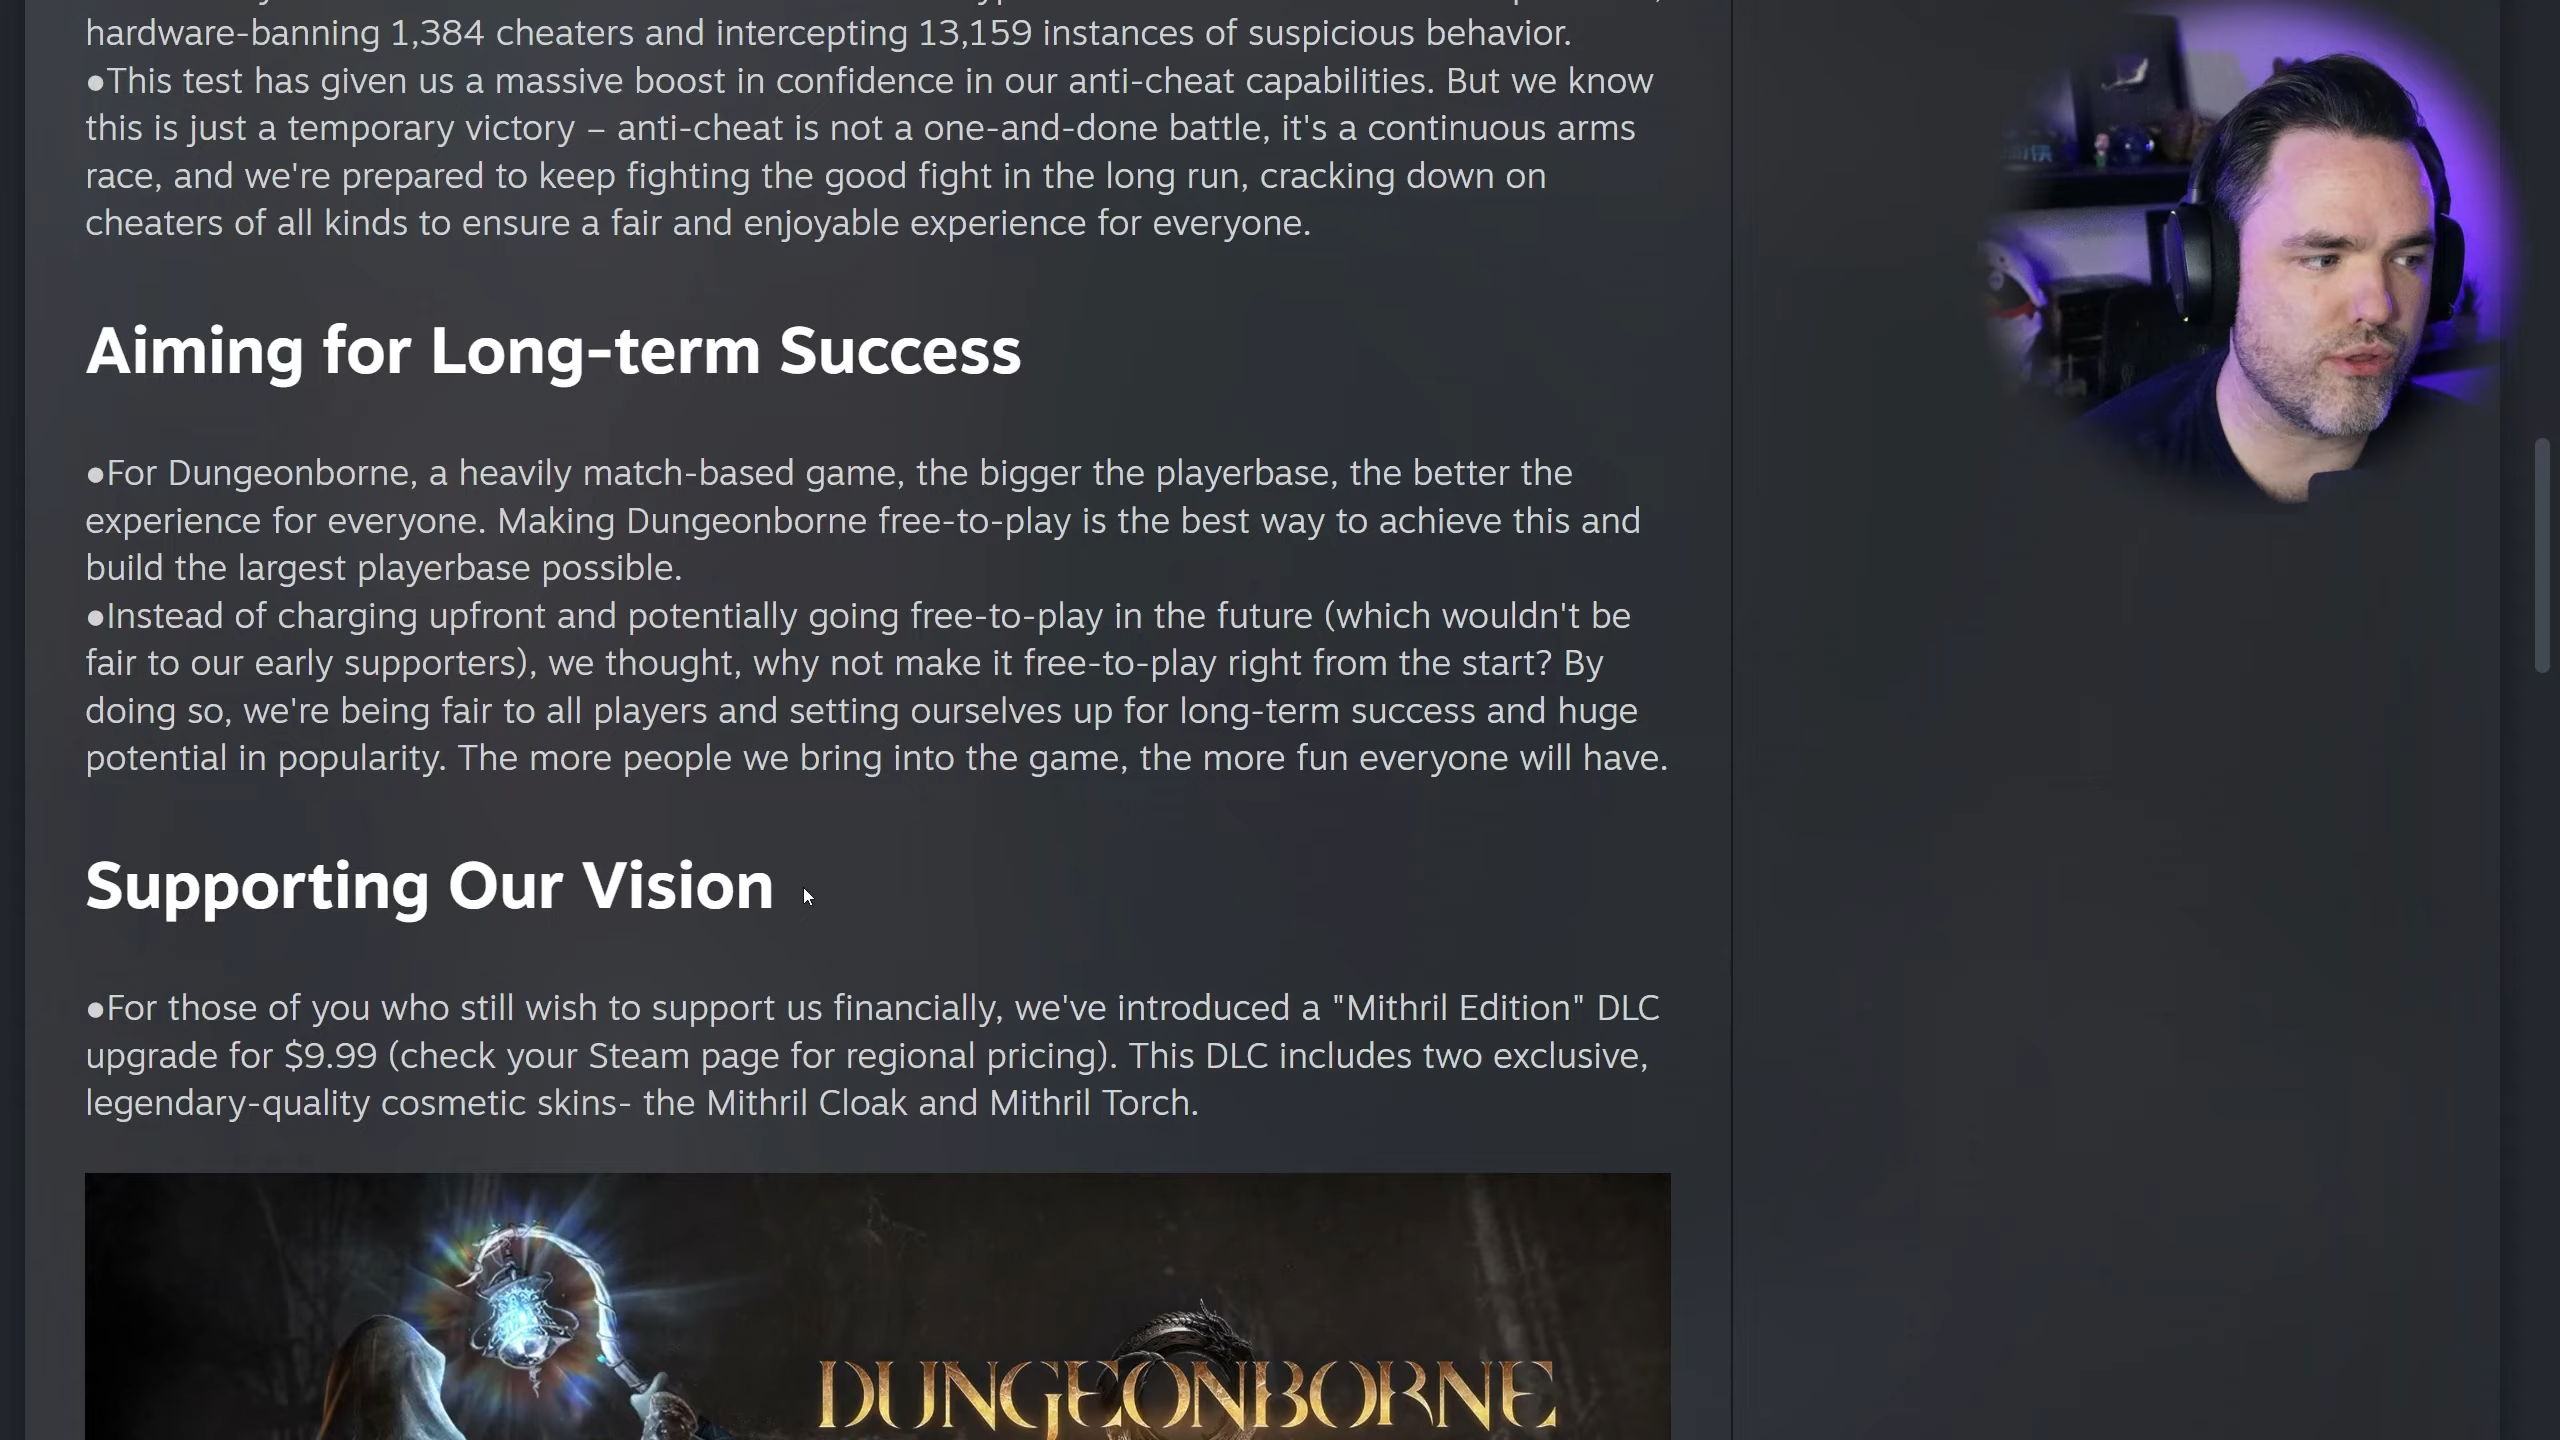 hardware-banning 1,384 cheaters and intercepting 13,159 instances of suspicious behavior.
●This test has given us a massive boost in confidence in our anti-cheat capabilities. But we know
this is just a temporary victory – anti-cheat is not a one-and-done battle, it's a continuous arms
race, and we're prepared to keep fighting the good fight in the long run, cracking down on
cheaters of all kinds to ensure a fair and enjoyable experience for everyone.
Aiming for Long-term Success
●For Dungeonborne, a heavily match-based game, the bigger the playerbase, the better the
experience for everyone. Making Dungeonborne free-to-play is the best way to achieve this and
build the largest playerbase possible.
●Instead of charging upfront and potentially going free-to-play in the future (which wouldn't be
fair to our early supporters), we thought, why not make it free-to-play right from the start? By
doing so, we're being fair to all players and setting ourselves up for long-term success and huge
potential in popularity. The more people we bring into the game, the more fun everyone will have.
Supporting Our Vision
●For those of you who still wish to support us financially, we've introduced a "Mithril Edition" DLC
upgrade for $9.99 (check your Steam page for regional pricing). This DLC includes two exclusive,
legendary-quality cosmetic skins- the Mithril Cloak and Mithril Torch.
DUNGEONBORNE